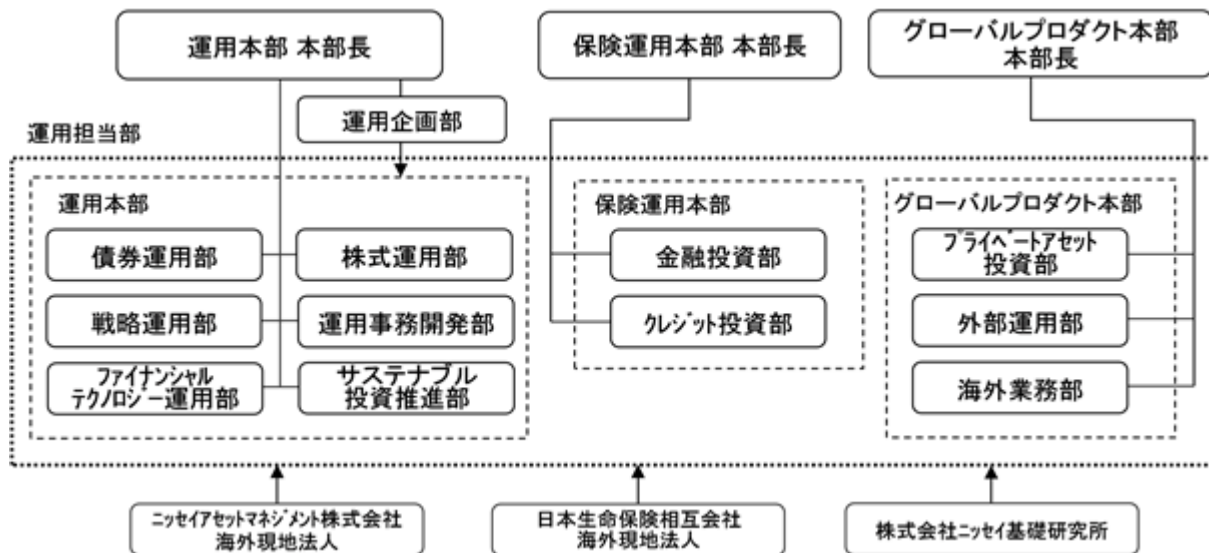 運用本部 本部長
保険運用本部 本部長
グローバルプロダクト本部
本部長
運用企画部
運用担当部
運用本部
債券運用部
株式運用部
戦略運用部
運用事務開発部
ファイナンシャル
テクノロジー運用部
サステナブル
投資推進部
保険運用本部
金融投資部
クレジット投資部
グローバルプロダクト本部
プライベートアセット
投資部
外部運用部
海外業務部
ニッセイアセットマネジメント株式会社
海外現地法人
日本生命保険相互会社
海外現地法人
株式会社ニッセイ基礎研究所